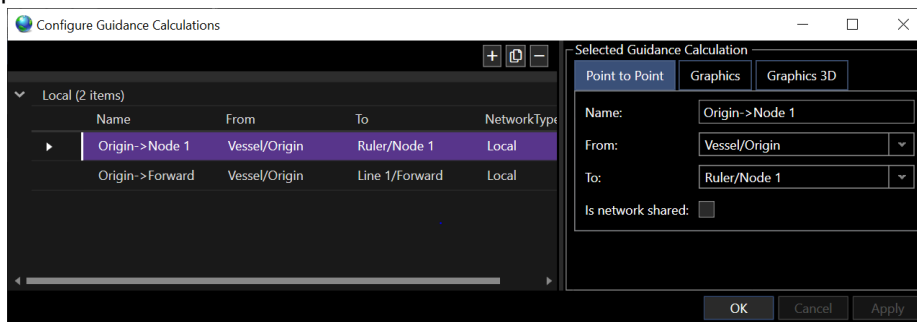 Configure Guidance Calculations
Local (2 items)
Name From To NetworkType
Origin->Node 1 Vessel/Origin Ruler/Node 1 Local
Origin->Forward Vessel/Origin Line 1/Forward Local
Selected Guidance Calculation
Point to Point Graphics Graphics 3D
Name: Origin->Node 1
From: Vessel/Origin
To: Ruler/Node 1
Is network shared:
OK Cancel Apply